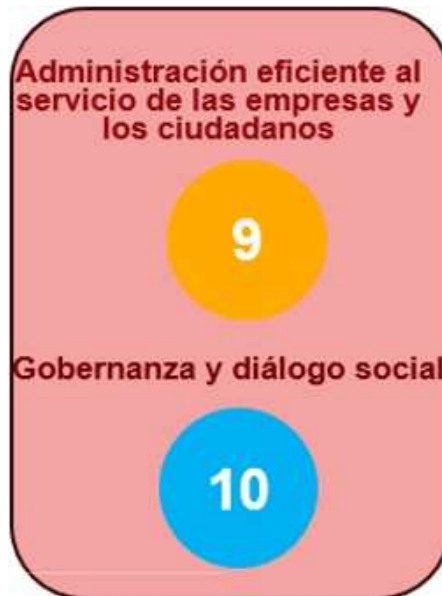 Administración eficiente al
servicio de las empresas y
los ciudadanos
9
Gobernanza y diálogo social
10